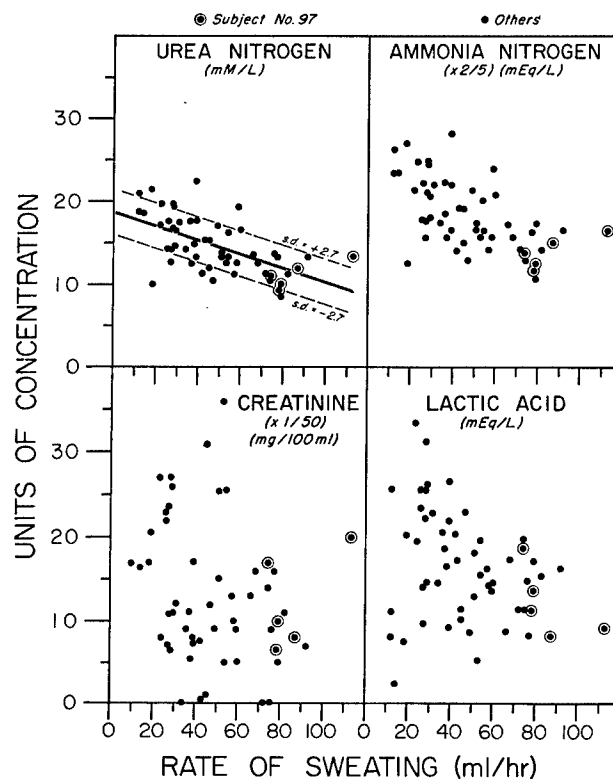 Subject No. 97
Others
UREA NITROGEN
(mM/L)
AMMONIA NITROGEN
(x2/5) (mEq/L)
s.d. = +2.7
s.d. = -2.7
30
20
10
0
CREATININE
(x 1/50)
(mg/100 ml)
LACTIC ACID
(mEq/L)
30
20
10
0
UNITS OF CONCENTRATION
20 40 60 80 100 20 40 60 80 100
RATE OF SWEATING (ml/hr)